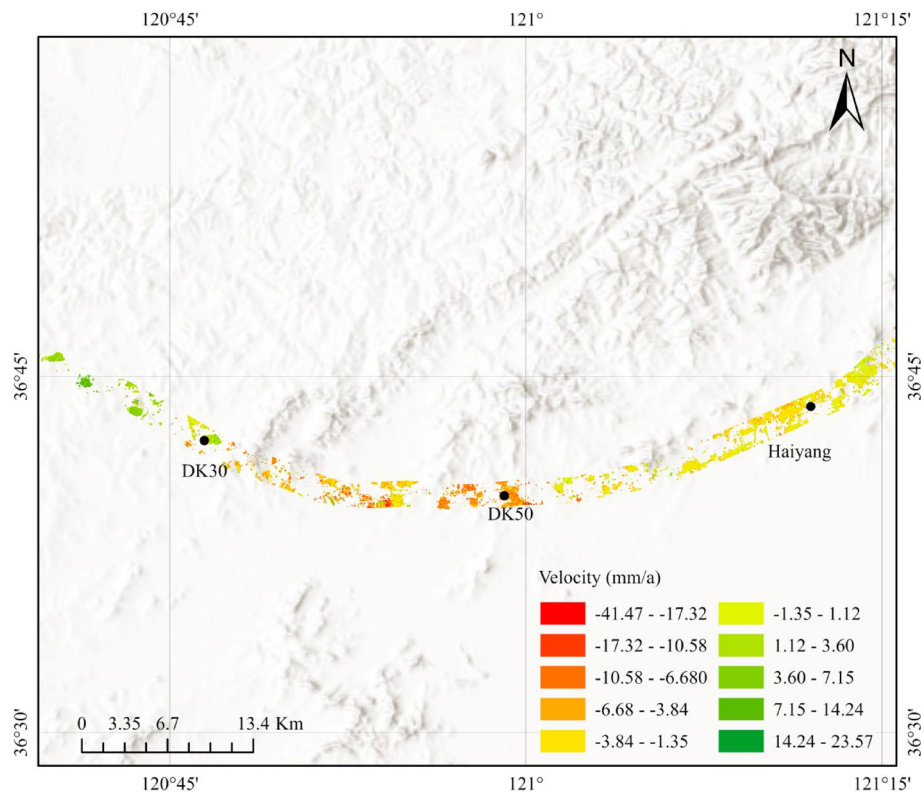 120°45' 121° 121°15'
N
36°45' 36°45'
DK30
Haiyang
DK50
Velocity (mm/a)
-41.47 - -17.32 -1.35 - 1.12
-17.32 - -10.58 1.12 - 3.60
-10.58 - -6.680 3.60 - 7.15
-6.68 - -3.84 7.15 - 14.24
-3.84 - -1.35 14.24 - 23.57
0 3.35 6.7 13.4 Km
36°30' 36°30'
120°45' 121° 121°15'